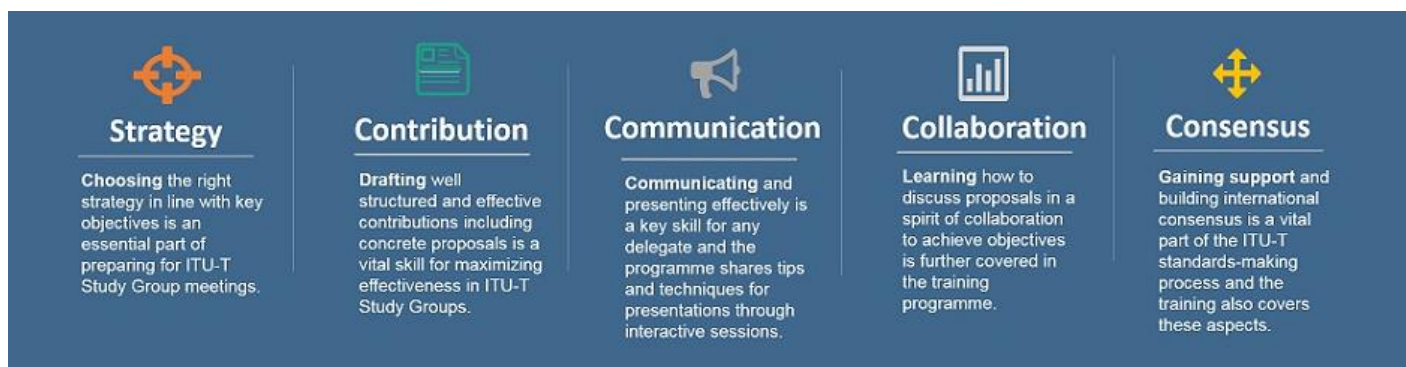 Strategy
Choosing the right
strategy in line with key
objectives is an
essential part of
preparing for ITU-T
Study Group meetings.
Contribution
Drafting well
structured and effective
contributions including
concrete proposals is a
vital skill for maximizing
effectiveness in ITU-T
Study Groups.
Communication
Communicating and
presenting effectively is
a key skill for any
delegate and the
programme shares tips
and techniques for
presentations through
interactive sessions.
Collaboration
Learning how to
discuss proposals in a
spirit of collaboration
to achieve objectives
is further covered in
the training
programme.
Consensus
Gaining support and
building international
consensus is a vital
part of the ITU-T
standards-making
process and the
training also covers
these aspects.